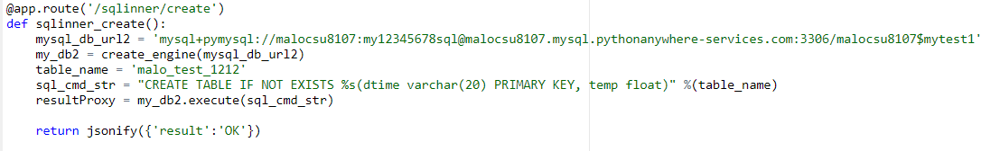 @app.route('/sqlinner/create')
def sqlinner_create():
    mysql_db_url2 = 'mysql+pymysql://malocsu8107:my12345678sql@malocsu8107.mysql.pythonanywhere-services.com:3306/malocsu8107$mytest1'
    my_db2 = create_engine(mysql_db_url2)
    table_name = 'malo_test_1212'
    sql_cmd_str = "CREATE TABLE IF NOT EXISTS %s(dtime varchar(20) PRIMARY KEY, temp float)" %(table_name)
    resultProxy = my_db2.execute(sql_cmd_str)

    return jsonify({'result':'OK'})